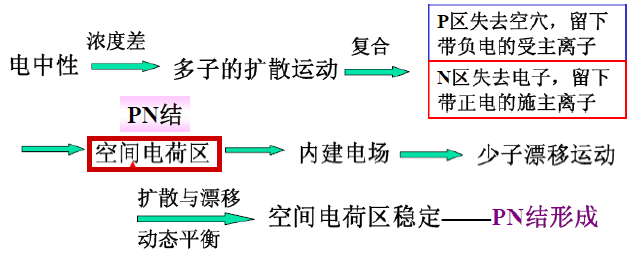 电中性
浓度差
多子的扩散运动
复合
P区失去空穴，留下
带负电的受主离子
N区失去电子，留下
带正电的施主离子
PN结
空间电荷区
内建电场
少子漂移运动
扩散与漂移
动态平衡
空间电荷区稳定——PN结形成